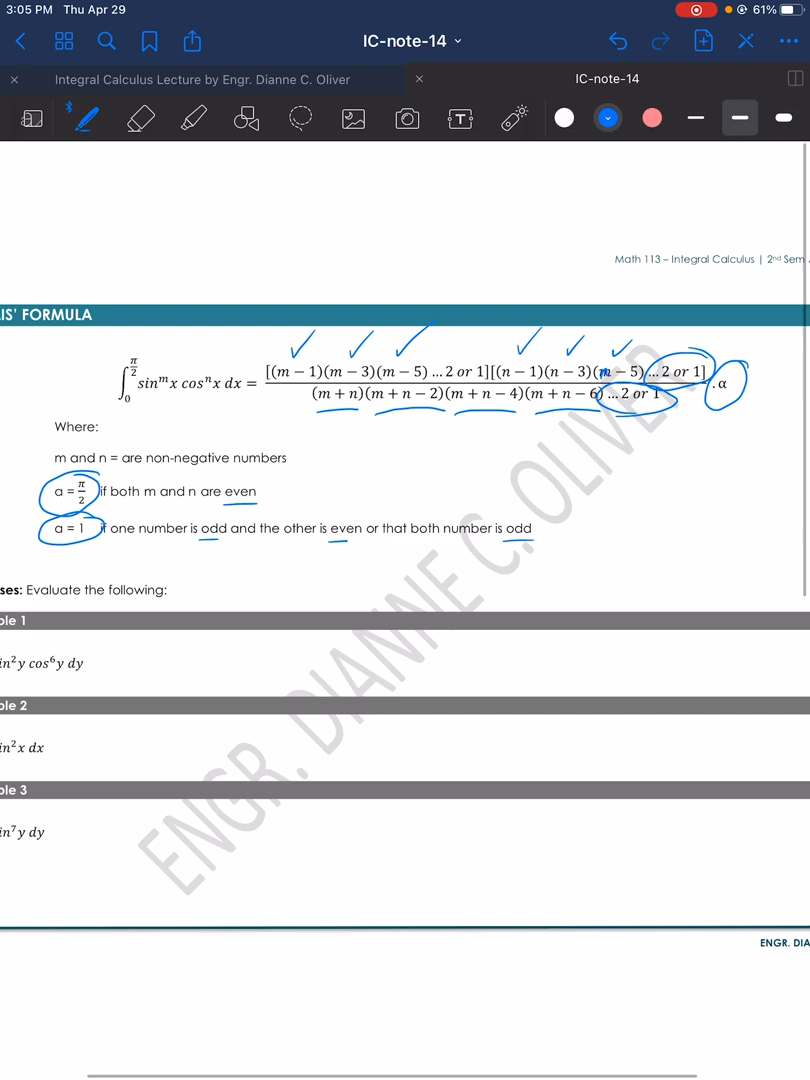 3:05 PM Thu Apr 29
61%
IC-note-14
Integral Calculus Lecture by Engr. Dianne C. Oliver
IC-note-14
Math 113 – Integral Calculus | 2nd Sem
LIS' FORMULA
∫₀^(π/2) sinᵐx cosⁿx dx = [(m − 1)(m − 3)(m − 5) … 2 or 1][(n − 1)(n − 3)(m − 5) … 2 or 1] / (m + n)(m + n − 2)(m + n − 4)(m + n − 6) … 2 or 1 . α
Where:
m and n = are non-negative numbers
α = π/2 if both m and n are even
α = 1 if one number is odd and the other is even or that both number is odd
ses: Evaluate the following:
ple 1
in²y cos⁶y dy
ple 2
in²x dx
ple 3
in⁷y dy
ENGR. DIANNE C. OLIVER
ENGR. DIA